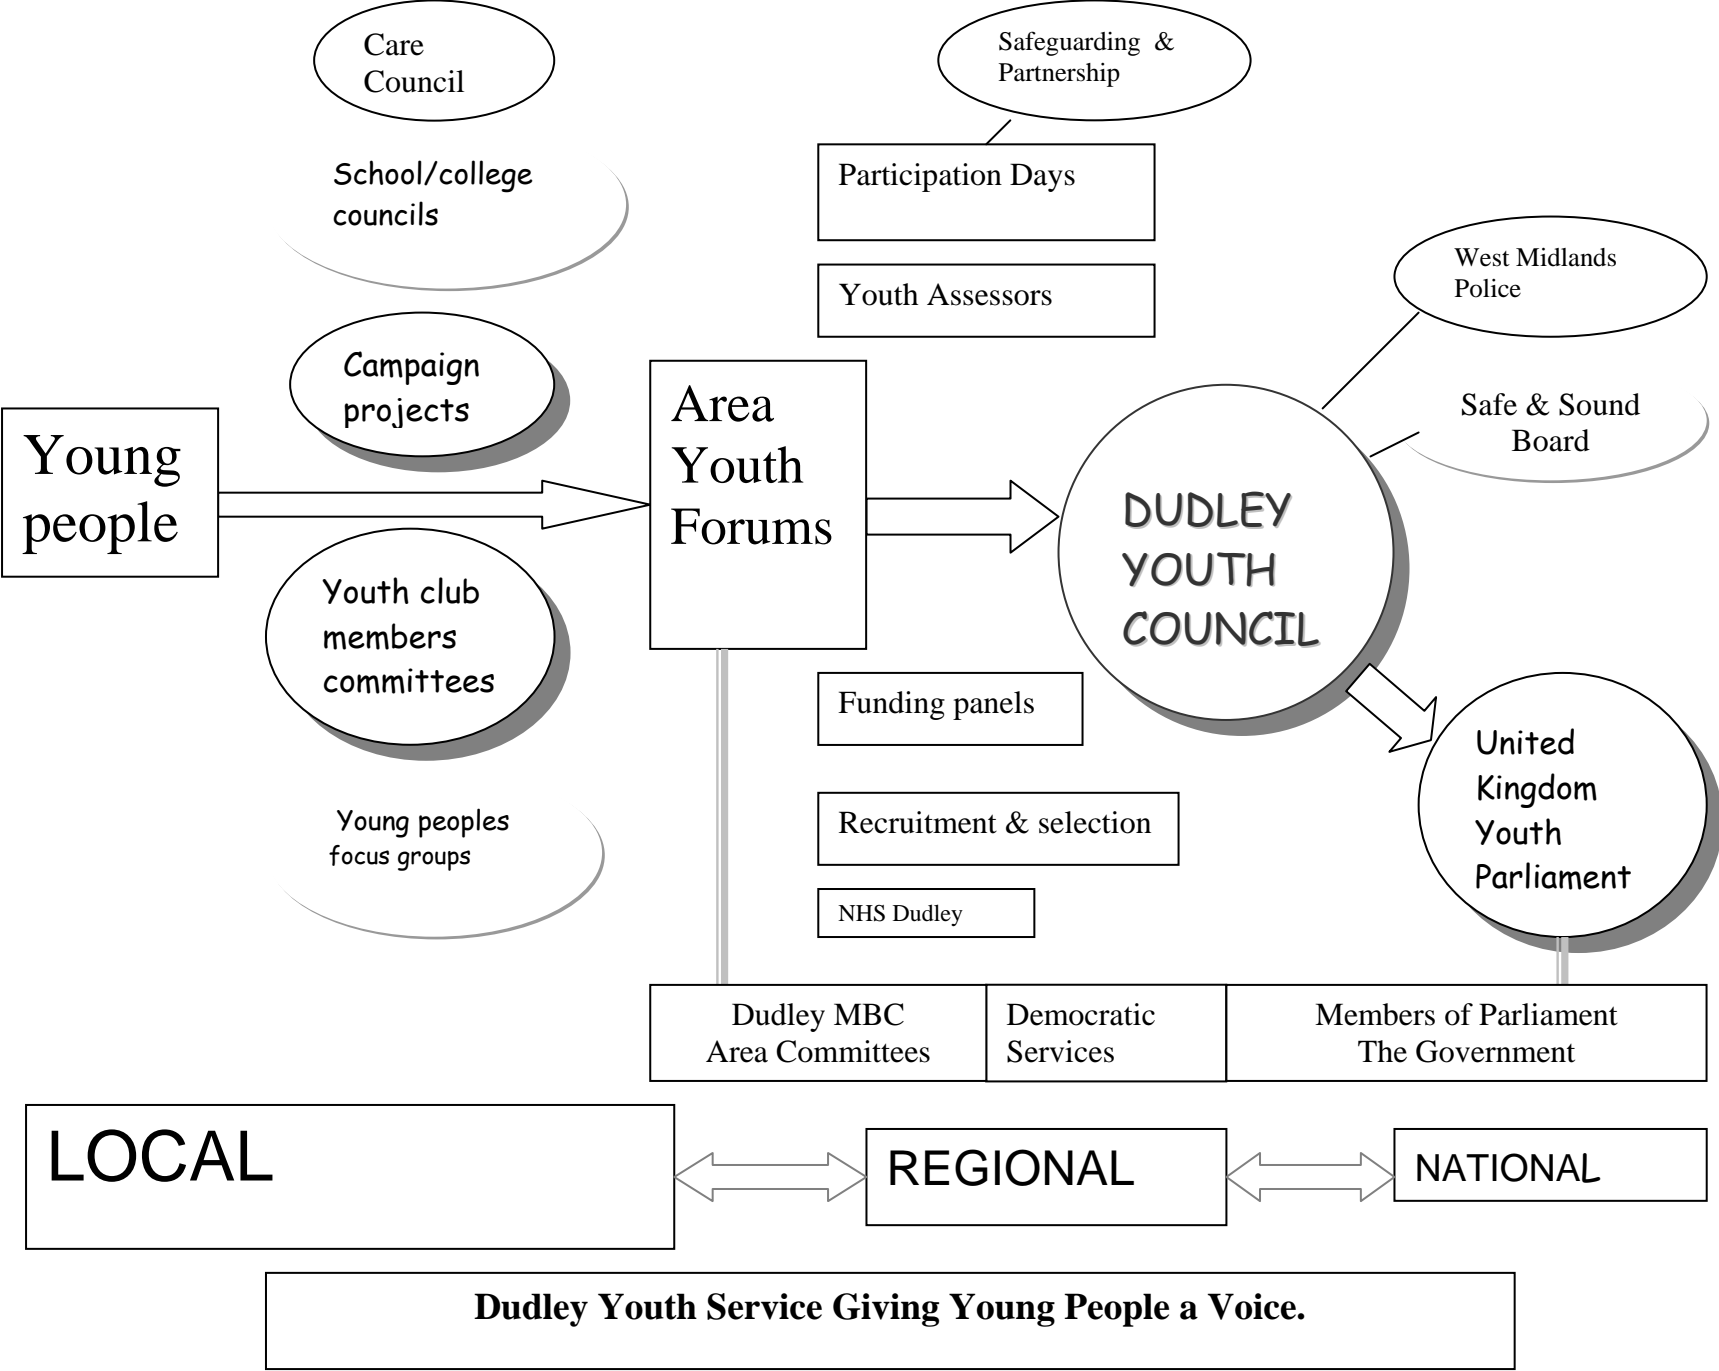 Care
Council
Safeguarding &
Partnership
School/college
councils
Participation Days
West Midlands
Police
Youth Assessors
Campaign
projects
Area
Youth
Forums
Safe & Sound
Board
Young
people
DUDLEY
YOUTH
COUNCIL
Youth club
members
committees
Funding panels
United
Kingdom
Youth
Parliament
Young peoples
focus groups
Recruitment & selection
NHS Dudley
Dudley MBC
Area Committees
Democratic
Services
Members of Parliament
The Government
LOCAL
REGIONAL
NATIONAL
Dudley Youth Service Giving Young People a Voice.